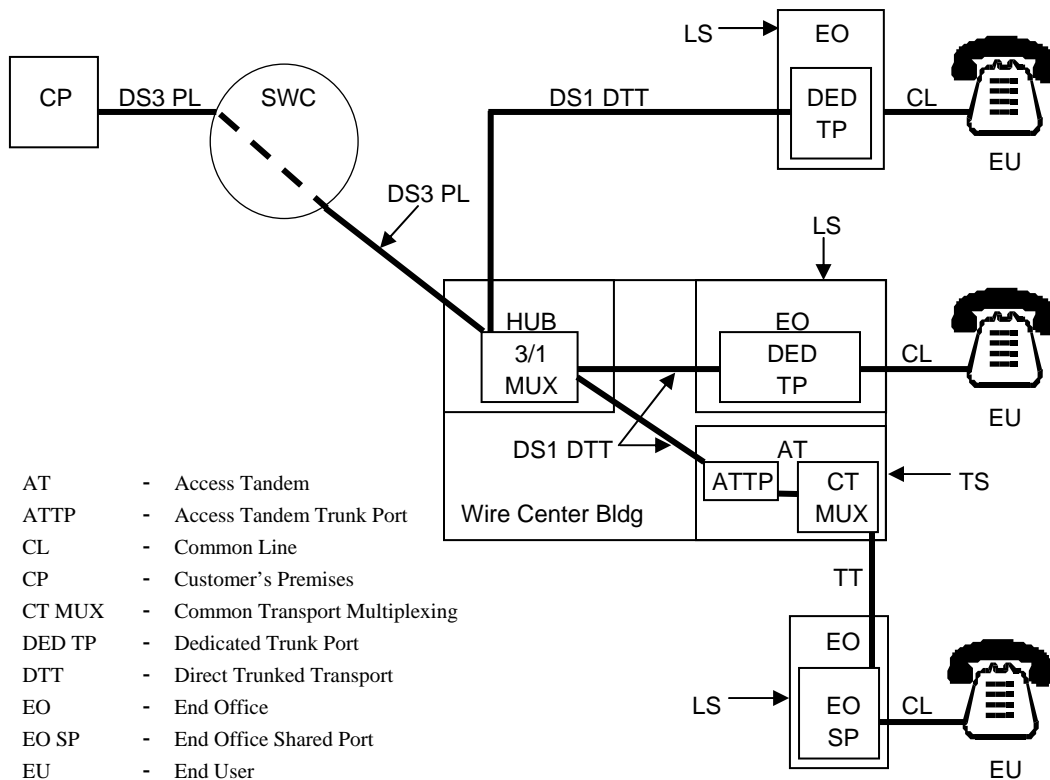 LS
EO
CP
DS3 PL
SWC
DS1 DTT
DED
TP
CL
EU
DS3 PL
LS
HUB
3/1
MUX
EO
DED
TP
CL
EU
DS1 DTT
AT
ATTP
CT
MUX
TS
Wire Center Bldg
TT
EO
LS
EO
SP
CL
EU
AT - Access Tandem
ATTP - Access Tandem Trunk Port
CL - Common Line
CP - Customer's Premises
CT MUX - Common Transport Multiplexing
DED TP - Dedicated Trunk Port
DTT - Direct Trunked Transport
EO - End Office
EO SP - End Office Shared Port
EU - End User